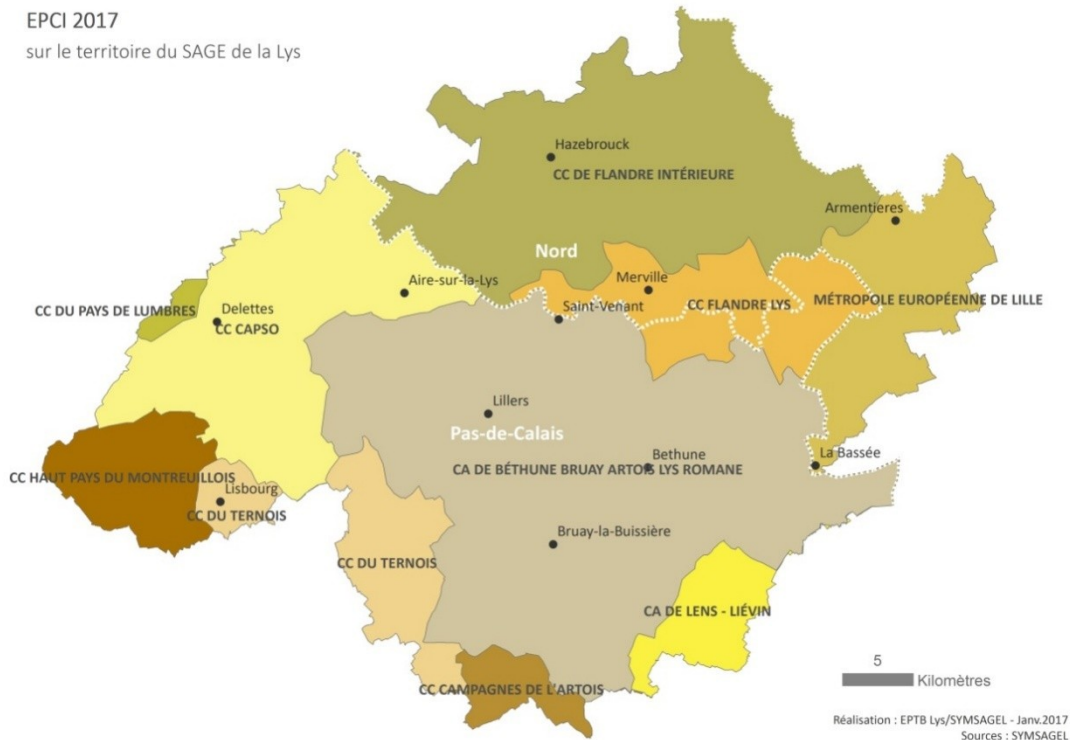 EPCI 2017
sur le territoire du SAGE de la Lys
Hazebrouck
CC DE FLANDRE INTÉRIEURE
Armentieres
Nord
Aire-sur-la-Lys
Merville
CC DU PAYS DE LUMBRES
Delettes
CC CAPSO
Saint-Venant
CC FLANDRE LYS
MÉTROPOLE EUROPÉENNE DE LILLE
Lillers
Pas-de-Calais
Bethune
La Bassée
CA DE BÉTHUNE BRUAY ARTOIS LYS ROMANE
CC HAUT PAYS DU MONTREUILLOIS
Lisbourg
CC DU TERNOIS
Bruay-la-Buissière
CC DU TERNOIS
CA DE LENS - LIÉVIN
CC CAMPAGNES DE L'ARTOIS
5
Kilomètres
Réalisation : EPTB Lys/SYMSAGEL - Janv.2017
Sources : SYMSAGEL